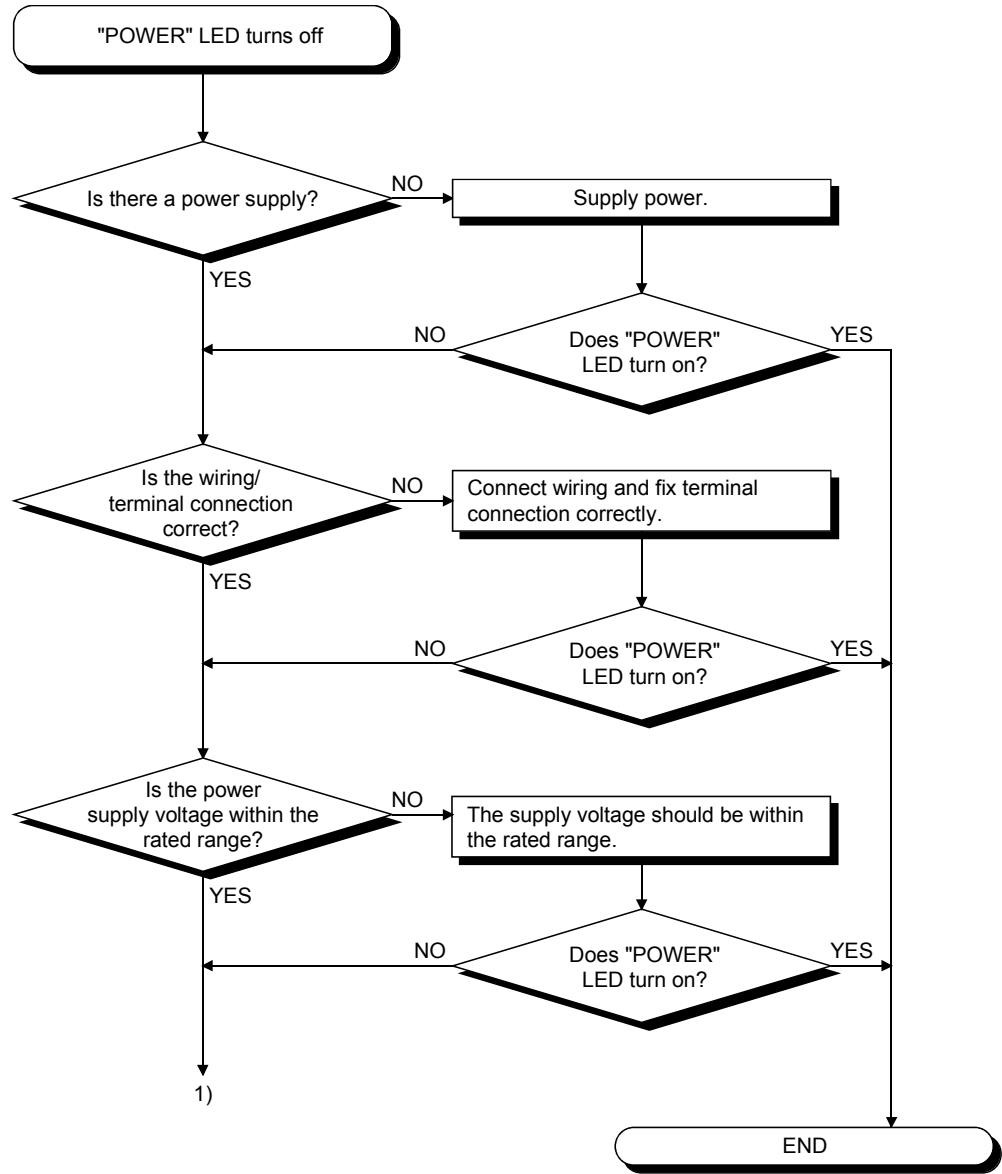 "POWER" LED turns off
Is there a power supply?
NO
Supply power.
YES
NO
Does "POWER"
LED turn on?
YES
Is the wiring/
terminal connection
correct?
NO
Connect wiring and fix terminal
connection correctly.
YES
NO
Does "POWER"
LED turn on?
YES
Is the power
supply voltage within the
rated range?
NO
The supply voltage should be within
the rated range.
YES
NO
Does "POWER"
LED turn on?
YES
1)
END